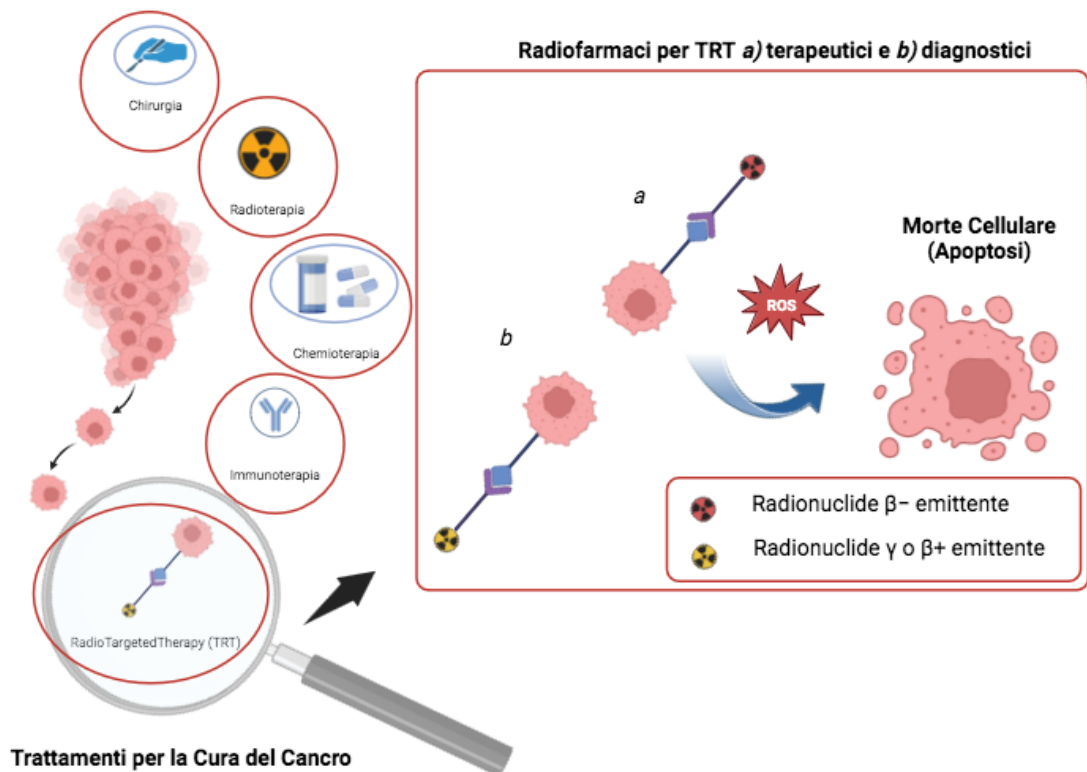 Chirurgia
Radioterapia
Chemioterapia
Immunoterapia
RadioTargetedTherapy (TRT)
Trattamenti per la Cura del Cancro
Radiofarmaci per TRT a) terapeutici e b) diagnostici
a
b
ROS
Morte Cellulare
(Apoptosi)
Radionuclide β− emittente
Radionuclide γ o β+ emittente